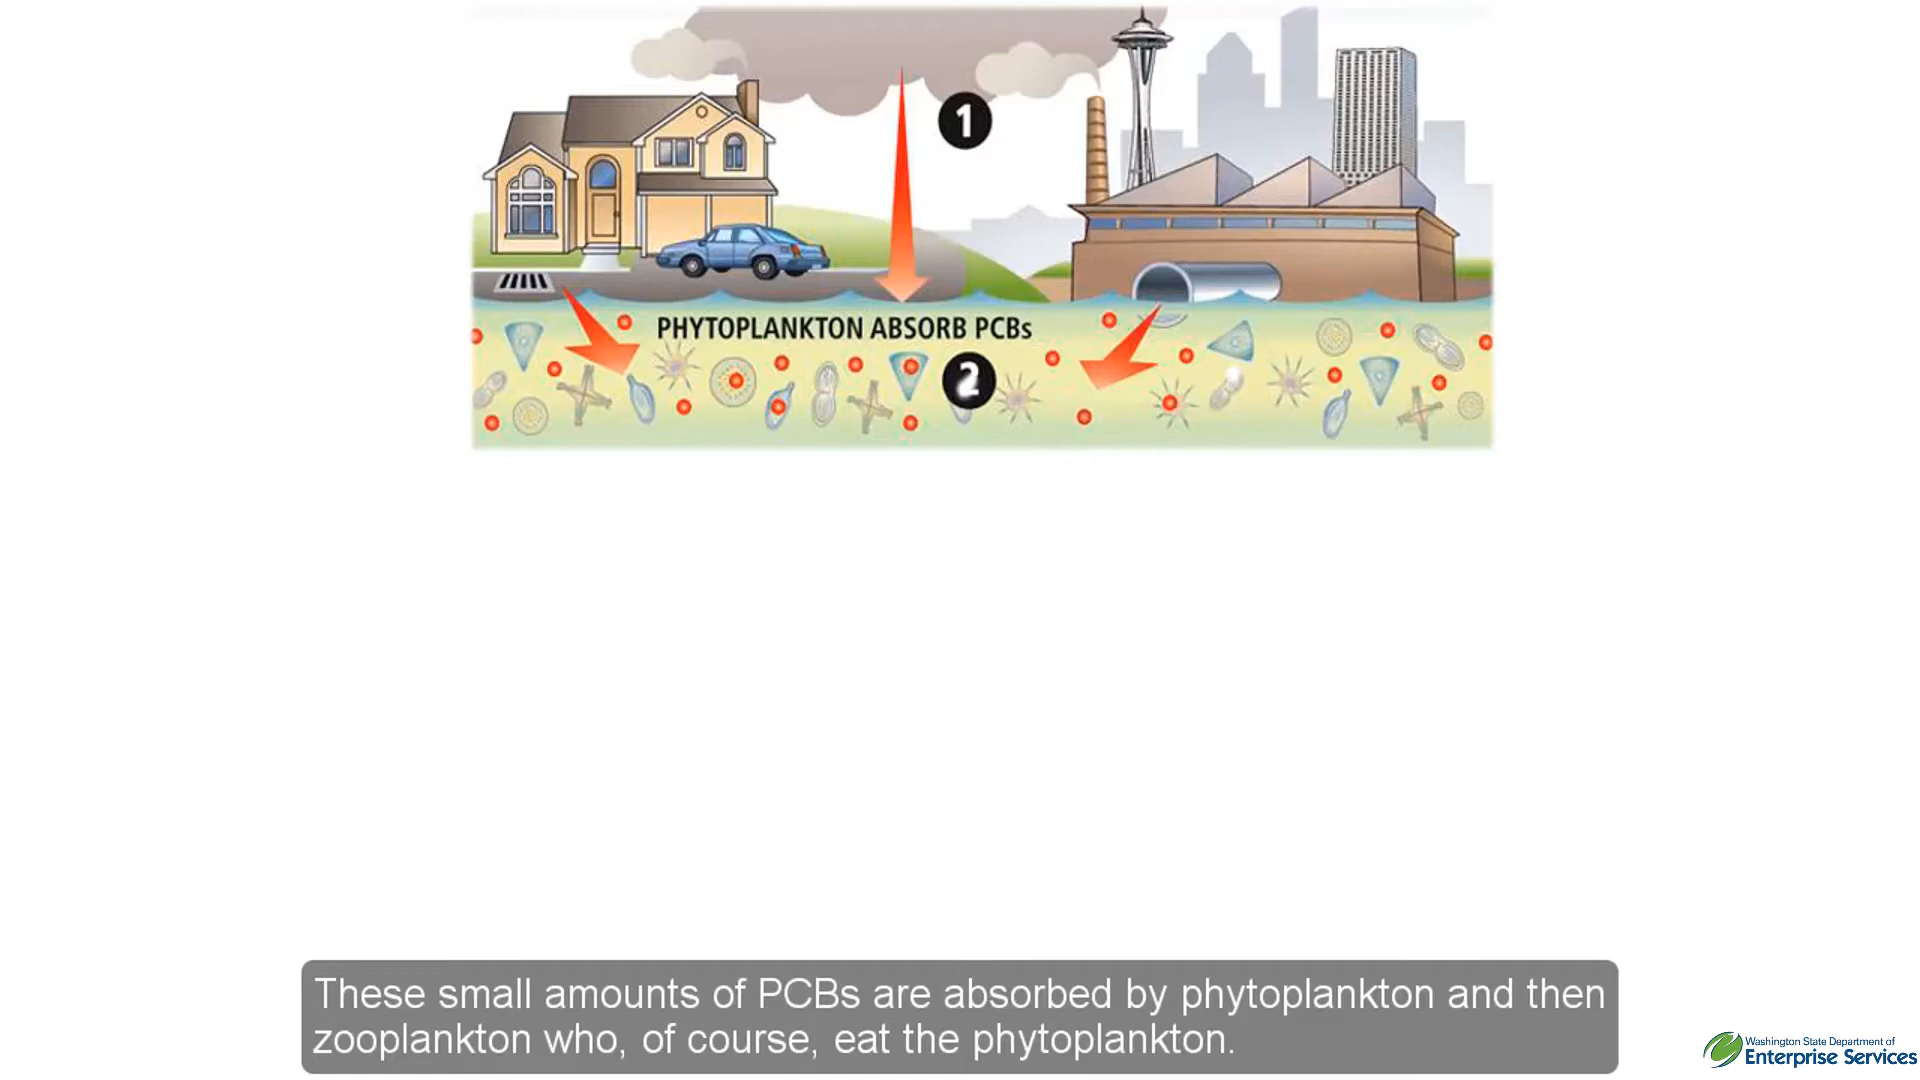 1
PHYTOPLANKTON ABSORB PCBs
2
These small amounts of PCBs are absorbed by phytoplankton and then
zooplankton who, of course, eat the phytoplankton.
Washington State Department of
Enterprise Services